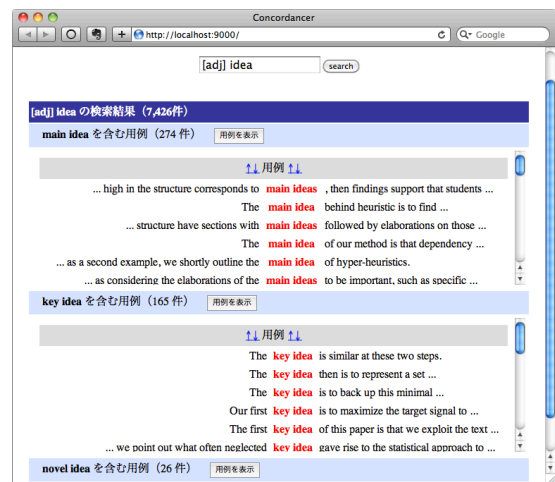 Concordancer
http://localhost:9000/
Google
[adj] idea
search
[adj] idea の検索結果（7,426件）
main idea を含む用例（274 件） 用例を表示
↑↓ 用例 ↑↓
... high in the structure corresponds to main ideas , then findings support that students ...
The main idea behind heuristic is to find ...
... structure have sections with main ideas followed by elaborations on those ...
The main idea of our method is that dependency ...
... as a second example, we shortly outline the main idea of hyper-heuristics.
... as considering the elaborations of the main ideas to be important, such as specific ...
key idea を含む用例（165 件） 用例を表示
↑↓ 用例 ↑↓
The key idea is similar at these two steps.
The key idea then is to represent a set ...
The key idea is to back up this minimal ...
Our first key idea is to maximize the target signal to ...
The first key idea of this paper is that we exploit the text ...
... we point out what often neglected key idea gave rise to the statistical approach to ...
novel idea を含む用例（26 件） 用例を表示